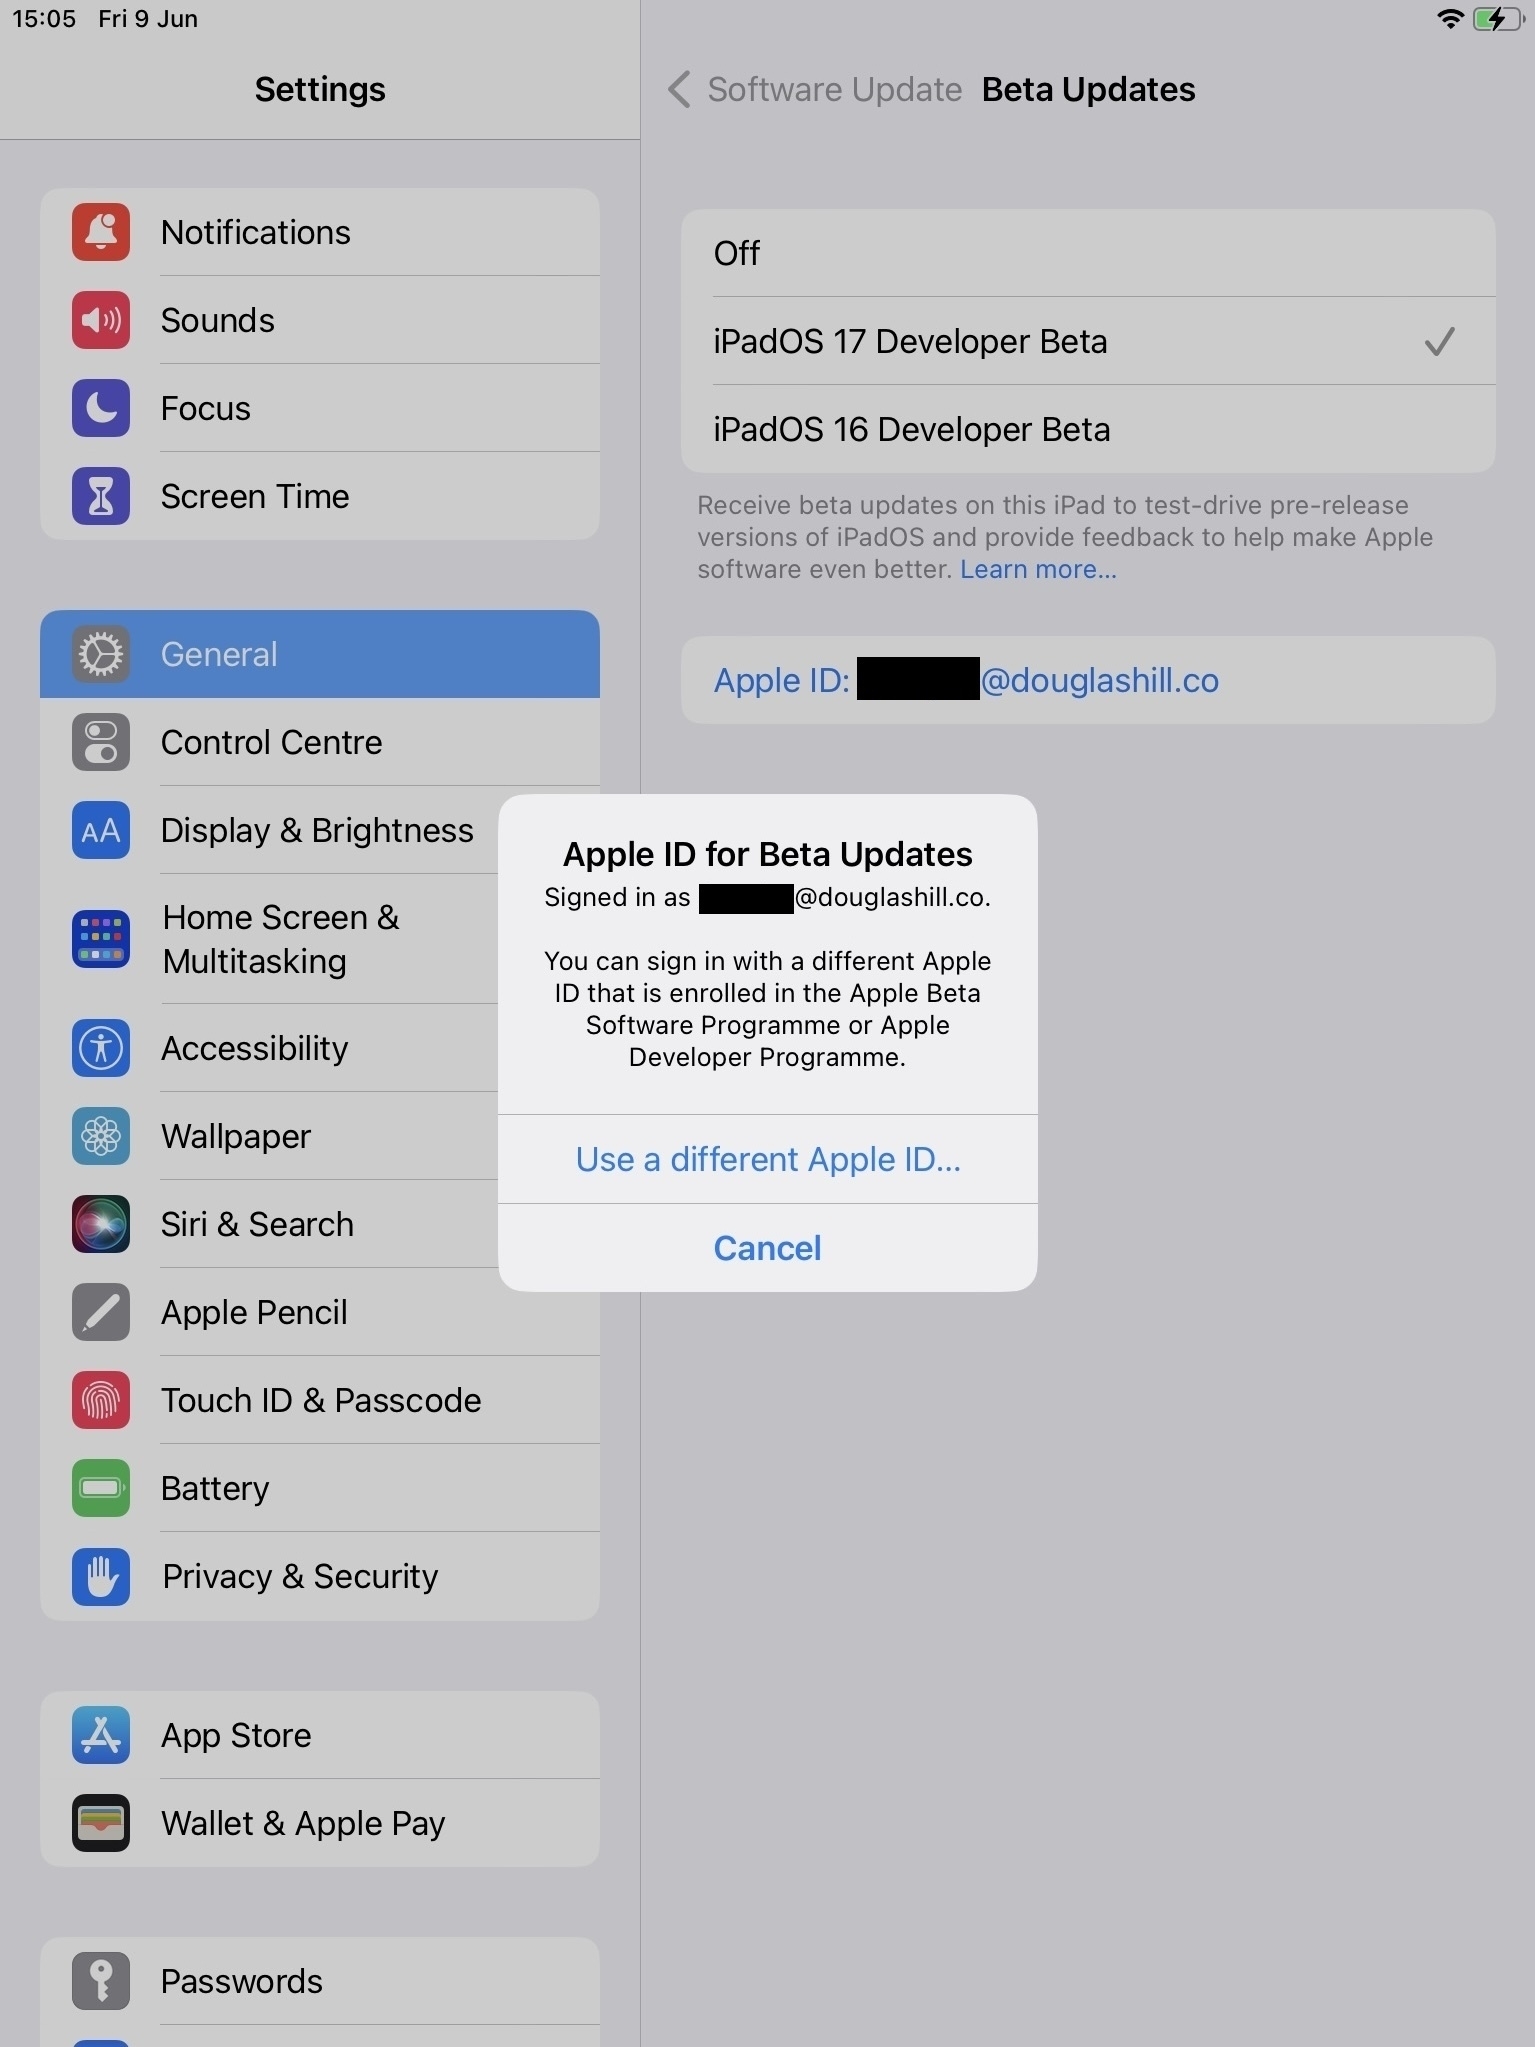 15:05 Fri 9 Jun
Settings
Notifications
Sounds
Focus
Screen Time
General
Control Centre
Display & Brightness
AA
Home Screen &
Multitasking
Accessibility
Wallpaper
Siri & Search
Apple Pencil
Touch ID & Passcode
Battery
Privacy & Security
App Store
Wallet & Apple Pay
Passwords
Software Update Beta Updates
Off
iPadOS 17 Developer Beta
iPadOS 16 Developer Beta
Receive beta updates on this iPad to test-drive pre-release
versions of iPadOS and provide feedback to help make Apple
software even better. Learn more...
Apple ID: @douglashill.co
Apple ID for Beta Updates
Signed in as @douglashill.co.
You can sign in with a different Apple
ID that is enrolled in the Apple Beta
Software Programme or Apple
Developer Programme.
Use a different Apple ID...
Cancel